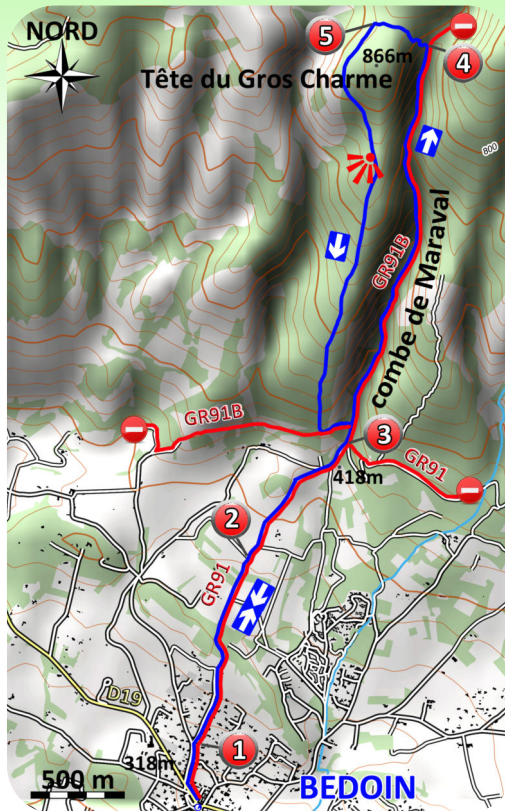 NORD
5
866m
4
Tête du Gros Charme
800
GR91B
combe de Maraval
GR91B
3
GR91
418m
2
GR91
D19
1
318m
500 m
BEDOIN